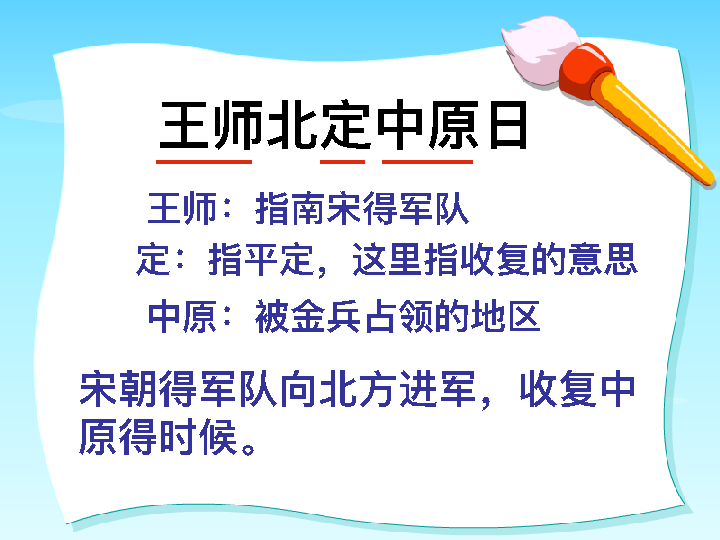 王师北定中原日
王师：指南宋得军队
定：指平定，这里指收复的意思
中原：被金兵占领的地区
宋朝得军队向北方进军，收复中
原得时候。